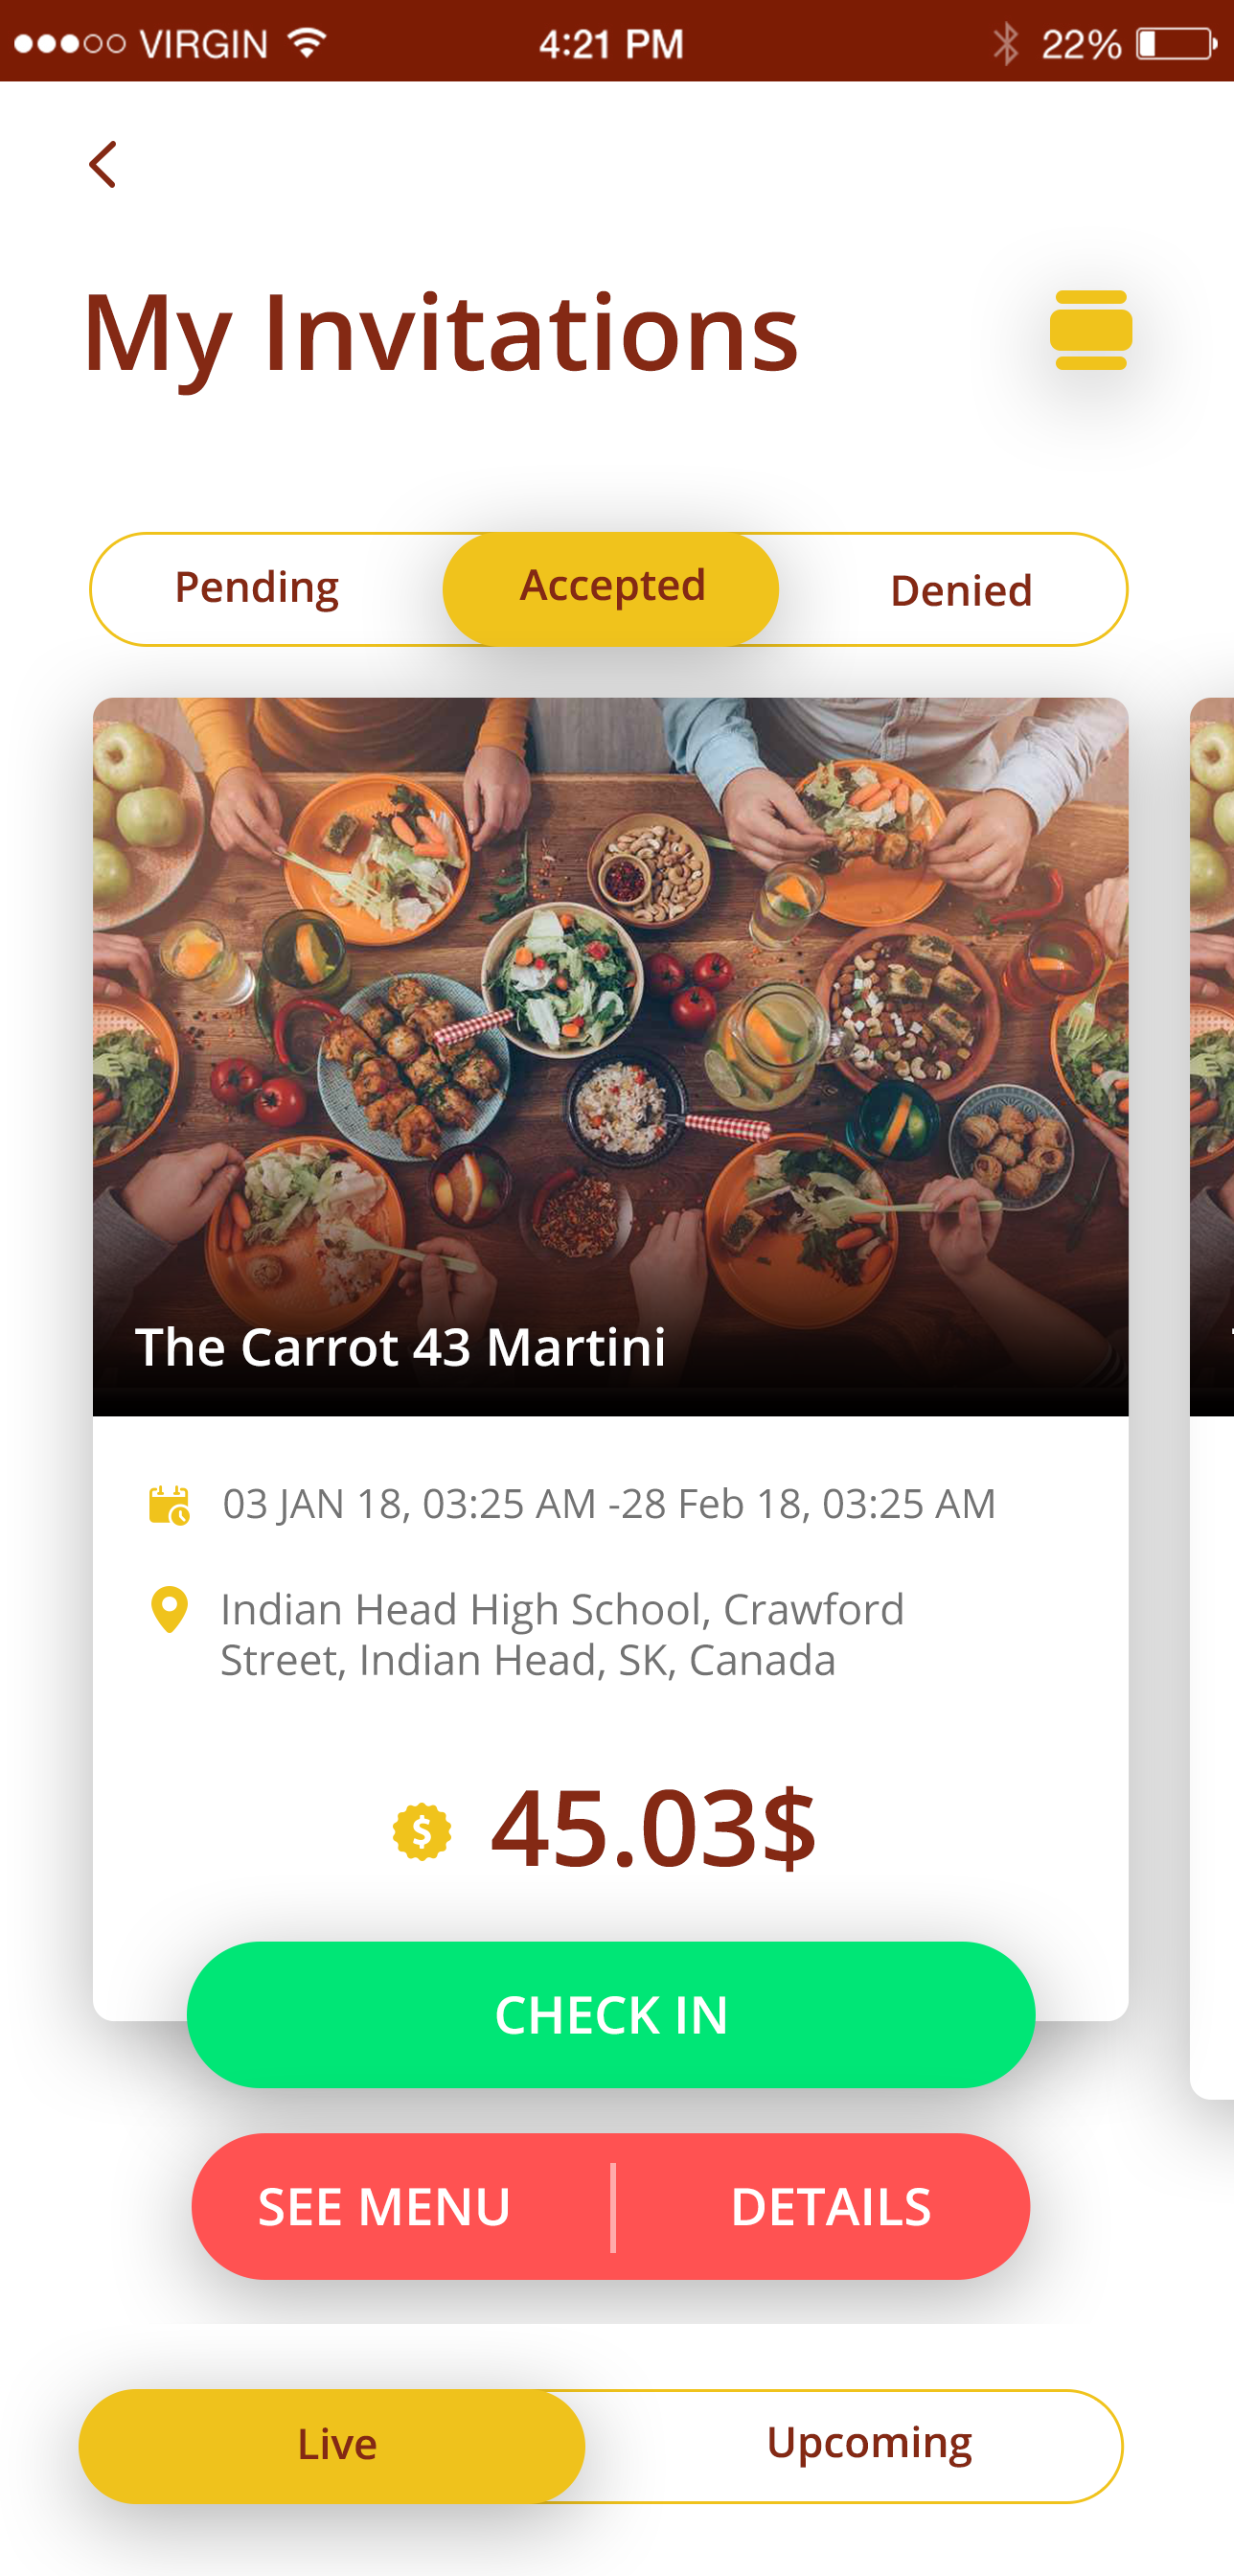 VIRGIN 4:21 PM 22%
My Invitations
Pending Accepted Denied
The Carrot 43 Martini
03 JAN 18, 03:25 AM -28 Feb 18, 03:25 AM
Indian Head High School, Crawford
Street, Indian Head, SK, Canada
$ 45.03$
CHECK IN
SEE MENU DETAILS
Live Upcoming